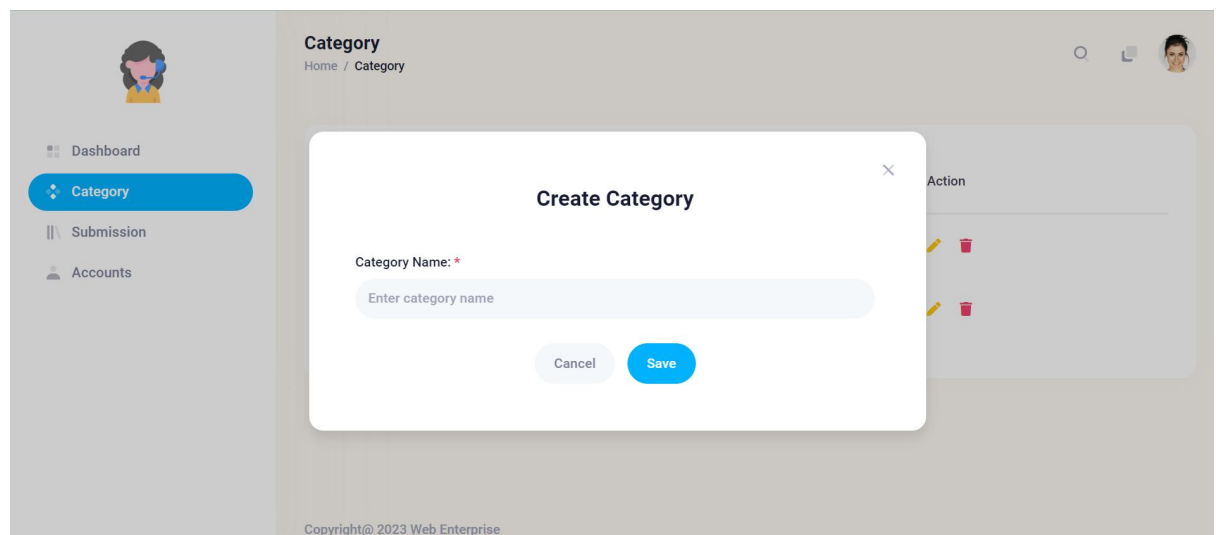 Category
Home / Category
Dashboard
Category
Submission
Accounts
Action
Create Category
Category Name: *
Enter category name
Cancel
Save
Copyright@ 2023 Web Enterprise